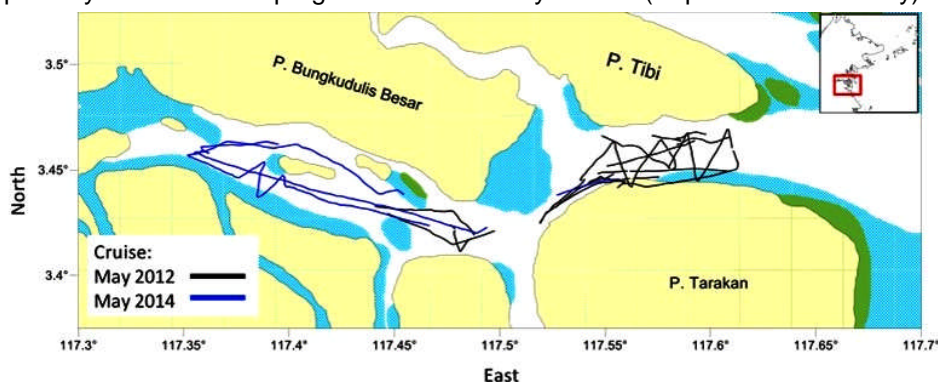 3.5°
P. Bungkudulis Besar
P. Tibi
North
3.45°
Cruise:
May 2012
May 2014
3.4°
P. Tarakan
117.3° 117.35° 117.4° 117.45° 117.5° 117.55° 117.6° 117.65° 117.7°
East